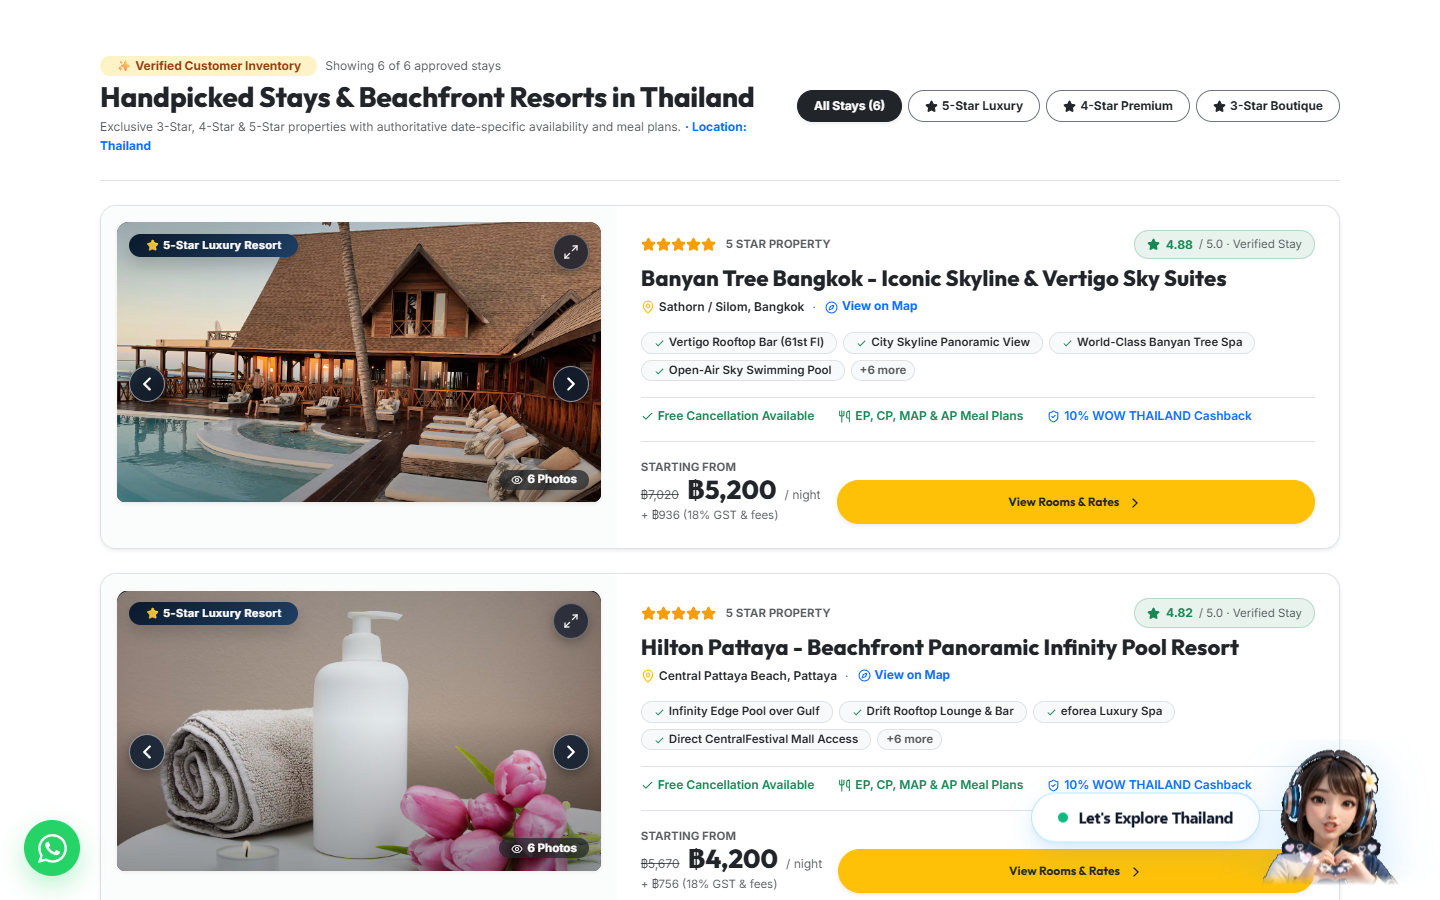 Verified Customer Inventory
Showing 6 of 6 approved stays
Handpicked Stays & Beachfront Resorts in Thailand
Exclusive 3-Star, 4-Star & 5-Star properties with authoritative date-specific availability and meal plans. · Location:
Thailand
All Stays (6)
5-Star Luxury
4-Star Premium
3-Star Boutique
5-Star Luxury Resort
6 Photos
5 STAR PROPERTY
4.88 / 5.0 · Verified Stay
Banyan Tree Bangkok - Iconic Skyline & Vertigo Sky Suites
Sathorn / Silom, Bangkok · View on Map
Vertigo Rooftop Bar (61st Fl)
City Skyline Panoramic View
World-Class Banyan Tree Spa
Open-Air Sky Swimming Pool
+6 more
Free Cancellation Available
EP, CP, MAP & AP Meal Plans
10% WOW THAILAND Cashback
STARTING FROM
฿7,020 ฿5,200 / night
+ ฿936 (18% GST & fees)
View Rooms & Rates
5-Star Luxury Resort
6 Photos
5 STAR PROPERTY
4.82 / 5.0 · Verified Stay
Hilton Pattaya - Beachfront Panoramic Infinity Pool Resort
Central Pattaya Beach, Pattaya · View on Map
Infinity Edge Pool over Gulf
Drift Rooftop Lounge & Bar
eforea Luxury Spa
Direct CentralFestival Mall Access
+6 more
Free Cancellation Available
EP, CP, MAP & AP Meal Plans
10% WOW THAILAND Cashback
Let's Explore Thailand
STARTING FROM
฿5,670 ฿4,200 / night
+ ฿756 (18% GST & fees)
View Rooms & Rates